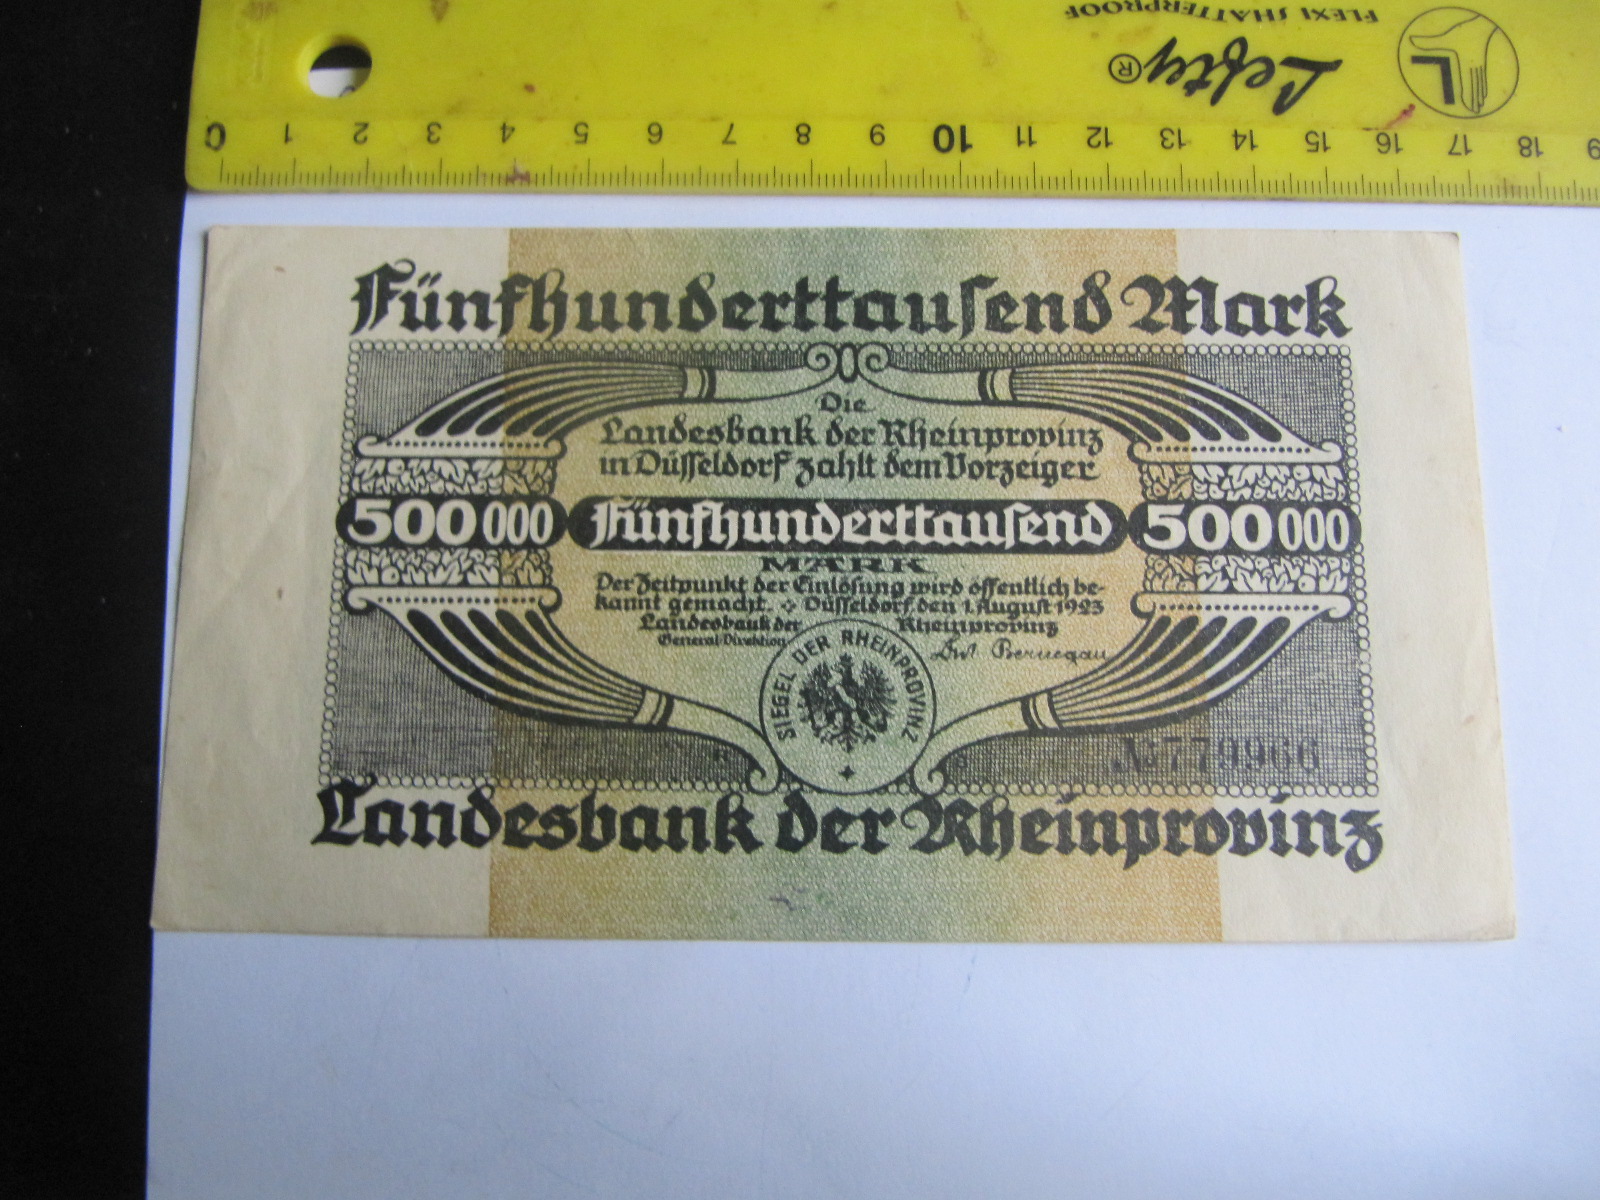 FLEXI SHATTERPROOF
Lefty®
L
0 1 2 3 4 5 6 7 8 9 10 11 12 13 14 15 16 17 18
Fünfhunderttauſend Mark
Die
Landesbank der Rheinprovinz
in Düſſeldorf zahlt dem Vorzeiger
500 000 Fünfhunderttauſend 500 000
MARK
Der Zeitpunkt der Einlöſung wird öffentlich be-
kannt gemacht. Düſſeldorf, den 1. Auguſt 1923
Landesbank der Rheinprovinz
General-Direktion
SIEGEL DER RHEINPROVINZ
№ 779966
Landesbank der Rheinprovinz